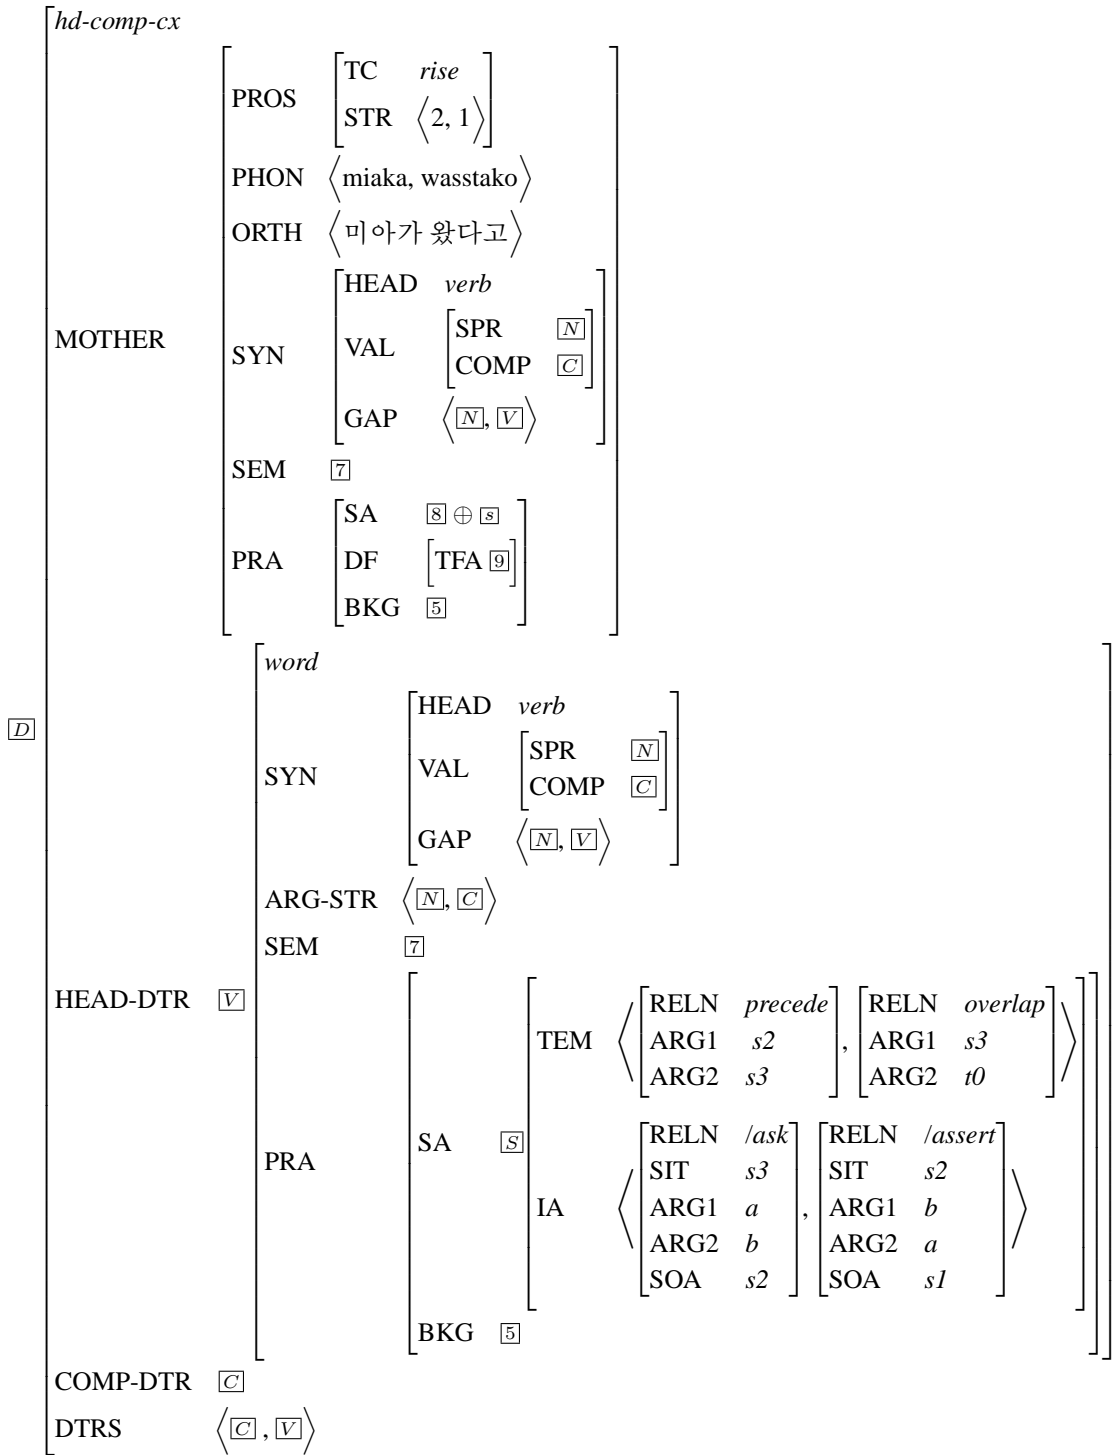 hd-comp-cx
MOTHER
PROS
TC rise
STR ⟨2, 1⟩
PHON ⟨miaka, wasstako⟩
ORTH ⟨미아가 왔다고⟩
SYN
HEAD verb
VAL
SPR N
COMP C
GAP ⟨N, V⟩
SEM 7
PRA
SA 8 ⊕ s
DF [TFA 9]
BKG 5
D
HEAD-DTR V
word
SYN
HEAD verb
VAL
SPR N
COMP C
GAP ⟨N, V⟩
ARG-STR ⟨N, C⟩
SEM 7
PRA
SA S
TEM
RELN precede, RELN overlap
ARG1 s2 ARG1 s3
ARG2 s3 ARG2 t0
IA
RELN /ask, RELN /assert
SIT s3 SIT s2
ARG1 a ARG1 b
ARG2 b ARG2 a
SOA s2 SOA s1
BKG 5
COMP-DTR C
DTRS ⟨C , V⟩